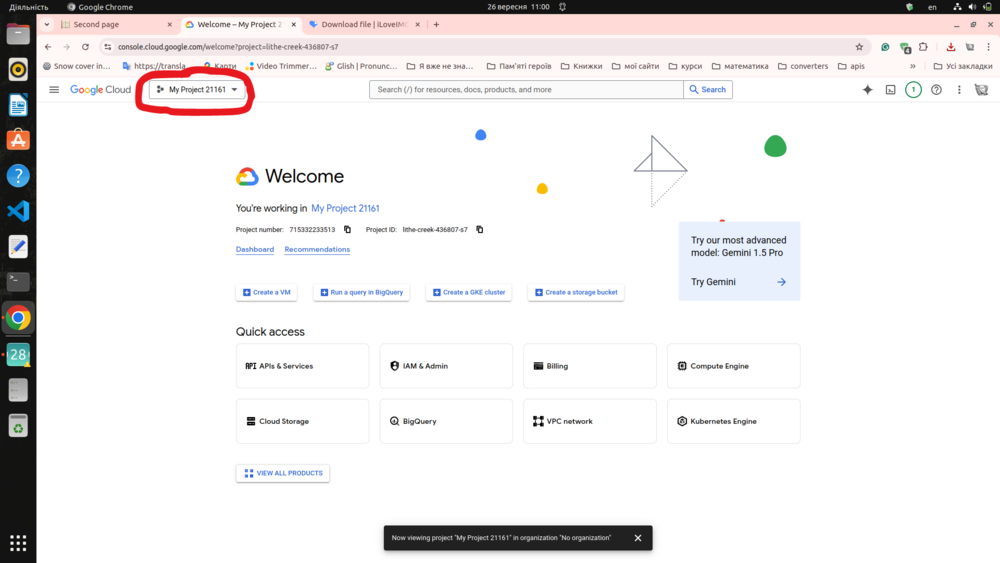 Діяльність
Google Chrome
26 вересня 11:00
en
Second page
Welcome – My Project 2
Download file | iLoveIMG
console.cloud.google.com/welcome?project=lithe-creek-436807-s7
Snow cover in…
https://transla…
Карти
Video Trimmer…
Glish | Pronunc…
Я вже не зна…
Пам'яті героїв
Книжки
мої сайти
курси
математика
converters
apis
»
Усі закладки
Google Cloud
My Project 21161
Search (/) for resources, docs, products, and more
Search
1
Welcome
You're working in My Project 21161
Project number: 715332233513
Project ID: lithe-creek-436807-s7
Dashboard
Recommendations
Try our most advanced
model: Gemini 1.5 Pro
Try Gemini
Create a VM
Run a query in BigQuery
Create a GKE cluster
Create a storage bucket
Quick access
API APIs & Services
IAM & Admin
Billing
Compute Engine
Cloud Storage
BigQuery
VPC network
Kubernetes Engine
VIEW ALL PRODUCTS
28
Now viewing project "My Project 21161" in organization "No organization"